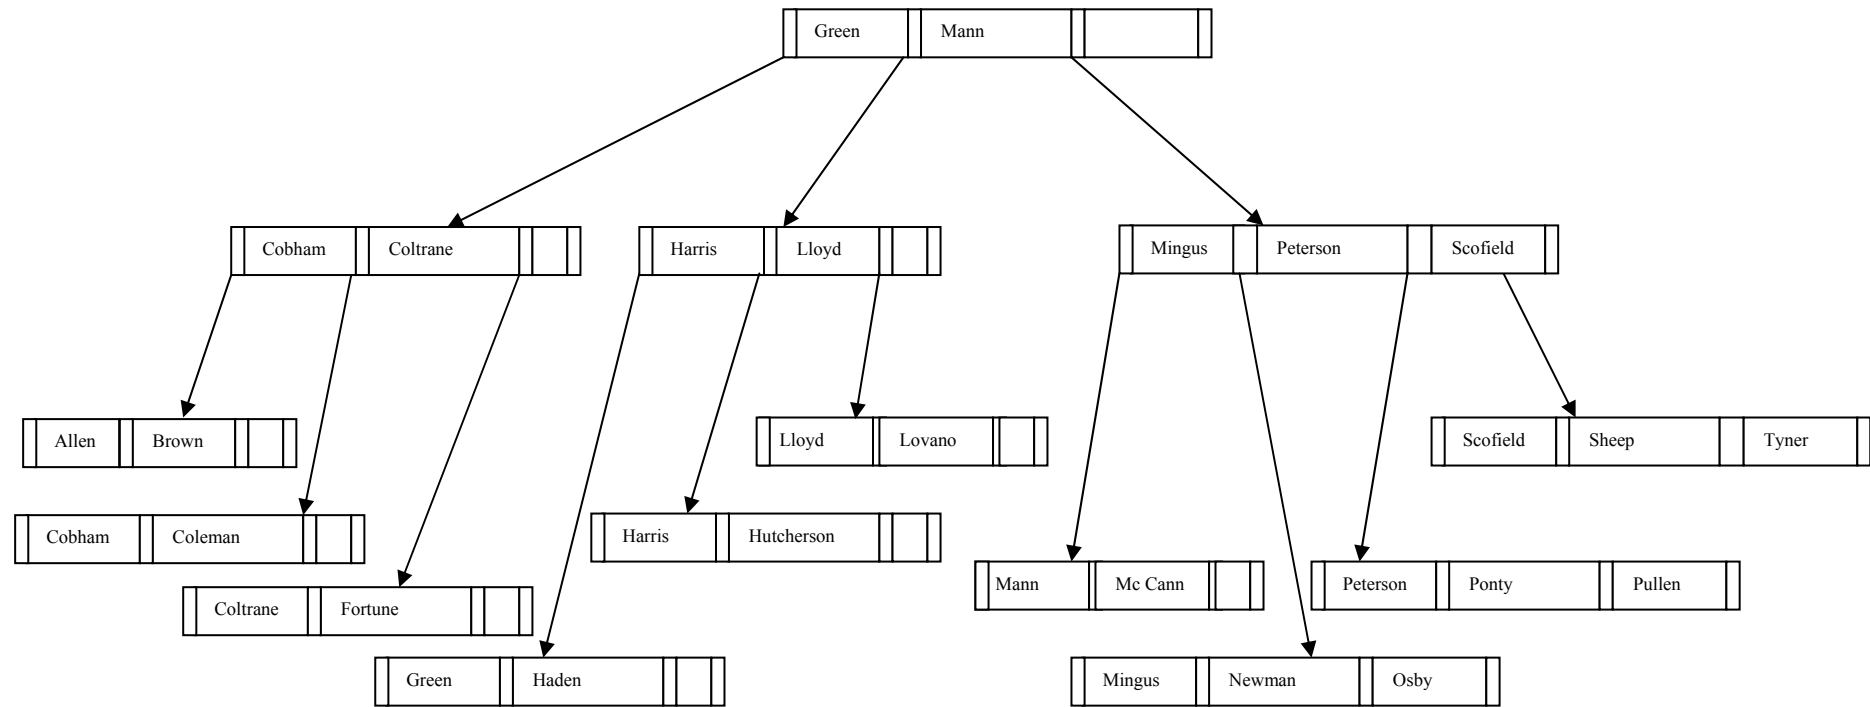 Green Mann
Cobham Coltrane
Harris Lloyd
Mingus Peterson Scofield
Allen Brown
Lloyd Lovano
Scofield Sheep Tyner
Cobham Coleman
Harris Hutcherson
Mann Mc Cann
Peterson Ponty Pullen
Coltrane Fortune
Green Haden
Mingus Newman Osby